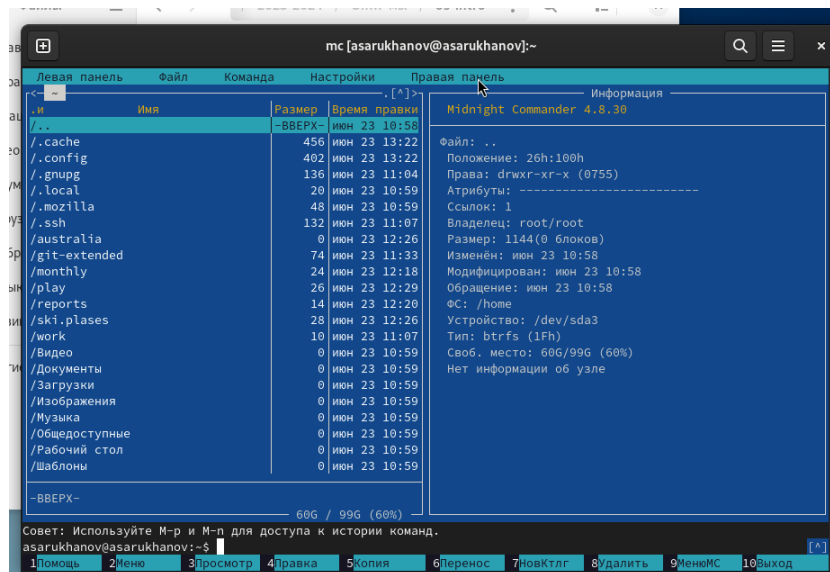 mc [asarukhanov@asarukhanov]:~
Левая панель Файл Команда Настройки Правая панель
<- ~ .[^]>
.и Имя Размер Время правки
/.. -ВВЕРХ- июн 23 10:58
/.cache 456 июн 23 13:22
/.config 402 июн 23 13:22
/.gnupg 136 июн 23 11:04
/.local 20 июн 23 10:59
/.mozilla 48 июн 23 10:59
/.ssh 132 июн 23 11:07
/australia 0 июн 23 12:26
/git-extended 74 июн 23 11:33
/monthly 24 июн 23 12:18
/play 26 июн 23 12:29
/reports 14 июн 23 12:20
/ski.plases 28 июн 23 12:26
/work 10 июн 23 11:07
/Видео 0 июн 23 10:59
/Документы 0 июн 23 10:59
/Загрузки 0 июн 23 10:59
/Изображения 0 июн 23 10:59
/Музыка 0 июн 23 10:59
/Общедоступные 0 июн 23 10:59
/Рабочий стол 0 июн 23 10:59
/Шаблоны 0 июн 23 10:59
-ВВЕРХ-
60G / 99G (60%)
Информация
Midnight Commander 4.8.30
Файл: ..
Положение: 26h:100h
Права: drwxr-xr-x (0755)
Атрибуты: -------------------------
Ссылок: 1
Владелец: root/root
Размер: 1144(0 блоков)
Изменён: июн 23 10:58
Модифицирован: июн 23 10:58
Обращение: июн 23 10:58
ФС: /home
Устройство: /dev/sda3
Тип: btrfs (1Fh)
Своб. место: 60G/99G (60%)
Нет информации об узле
Совет: Используйте M-p и M-n для доступа к истории команд.
asarukhanov@asarukhanov:~$ [^]
1Помощь 2Меню 3Просмотр 4Правка 5Копия 6Перенос 7НовКтлг 8Удалить 9МенюМС 10Выход